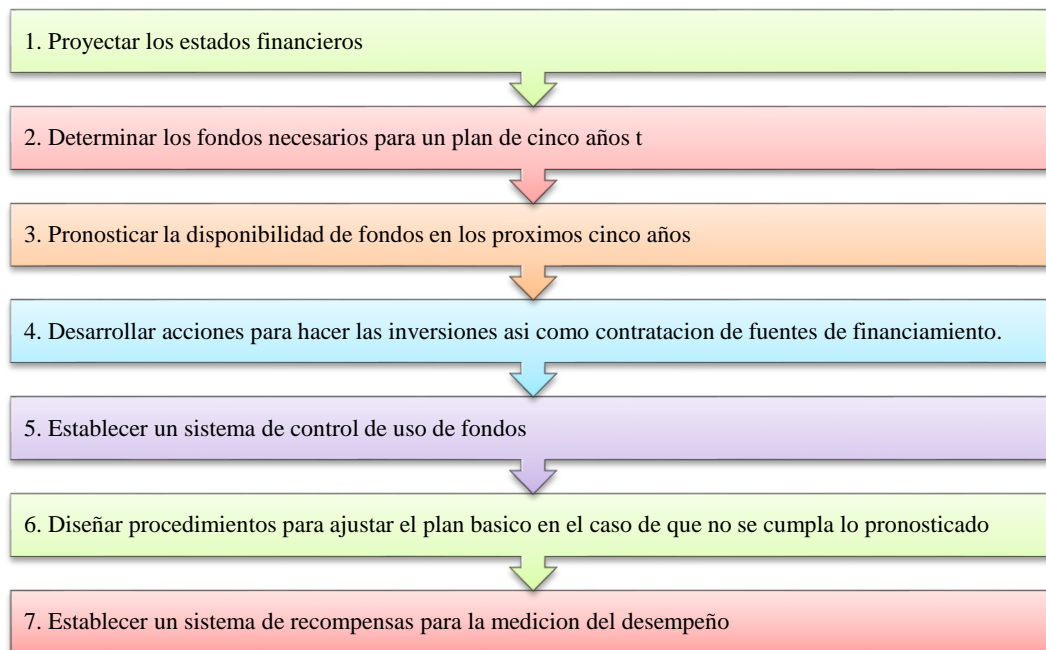 1. Proyectar los estados financieros
2. Determinar los fondos necesarios para un plan de cinco años t
3. Pronosticar la disponibilidad de fondos en los proximos cinco años
4. Desarrollar acciones para hacer las inversiones asi como contratacion de fuentes de financiamiento.
5. Establecer un sistema de control de uso de fondos
6. Diseñar procedimientos para ajustar el plan basico en el caso de que no se cumpla lo pronosticado
7. Establecer un sistema de recompensas para la medicion del desempeño